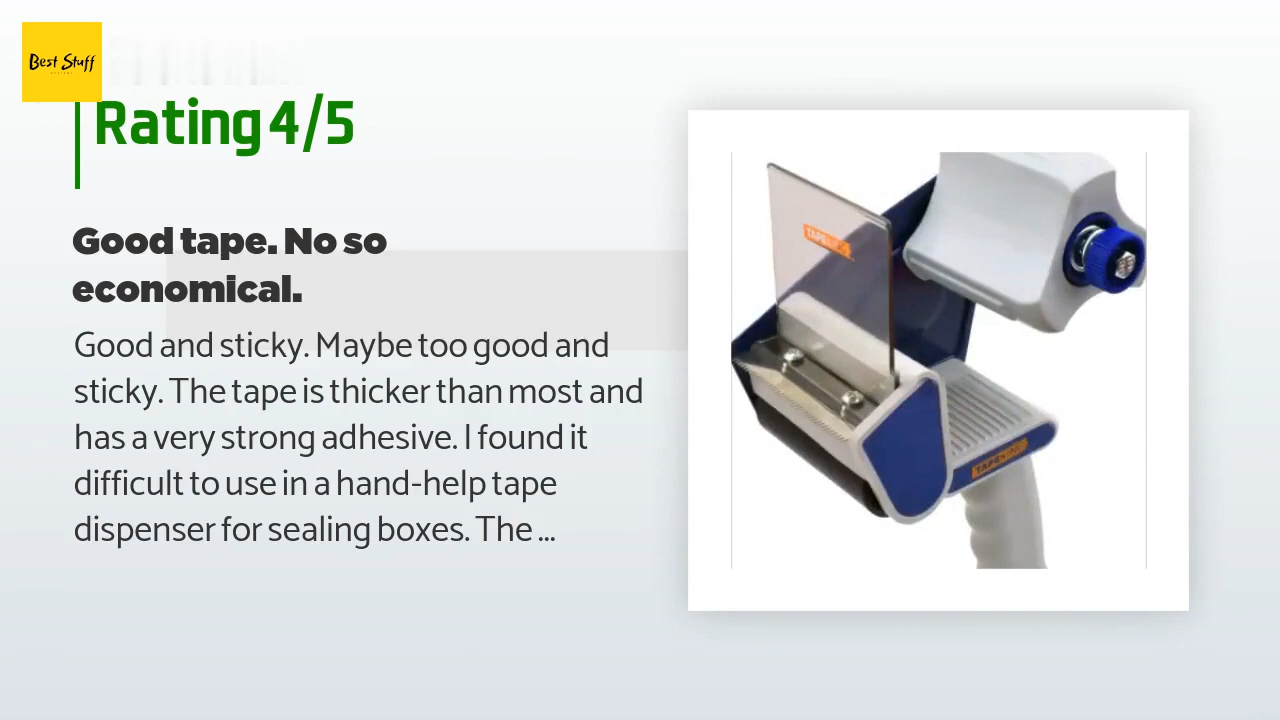 Best Stuff
Rating 4/5
Good tape. No so
economical.
Good and sticky. Maybe too good and
sticky. The tape is thicker than most and
has a very strong adhesive. I found it
difficult to use in a hand-help tape
dispenser for sealing boxes. The ...
TAPE
TAPE